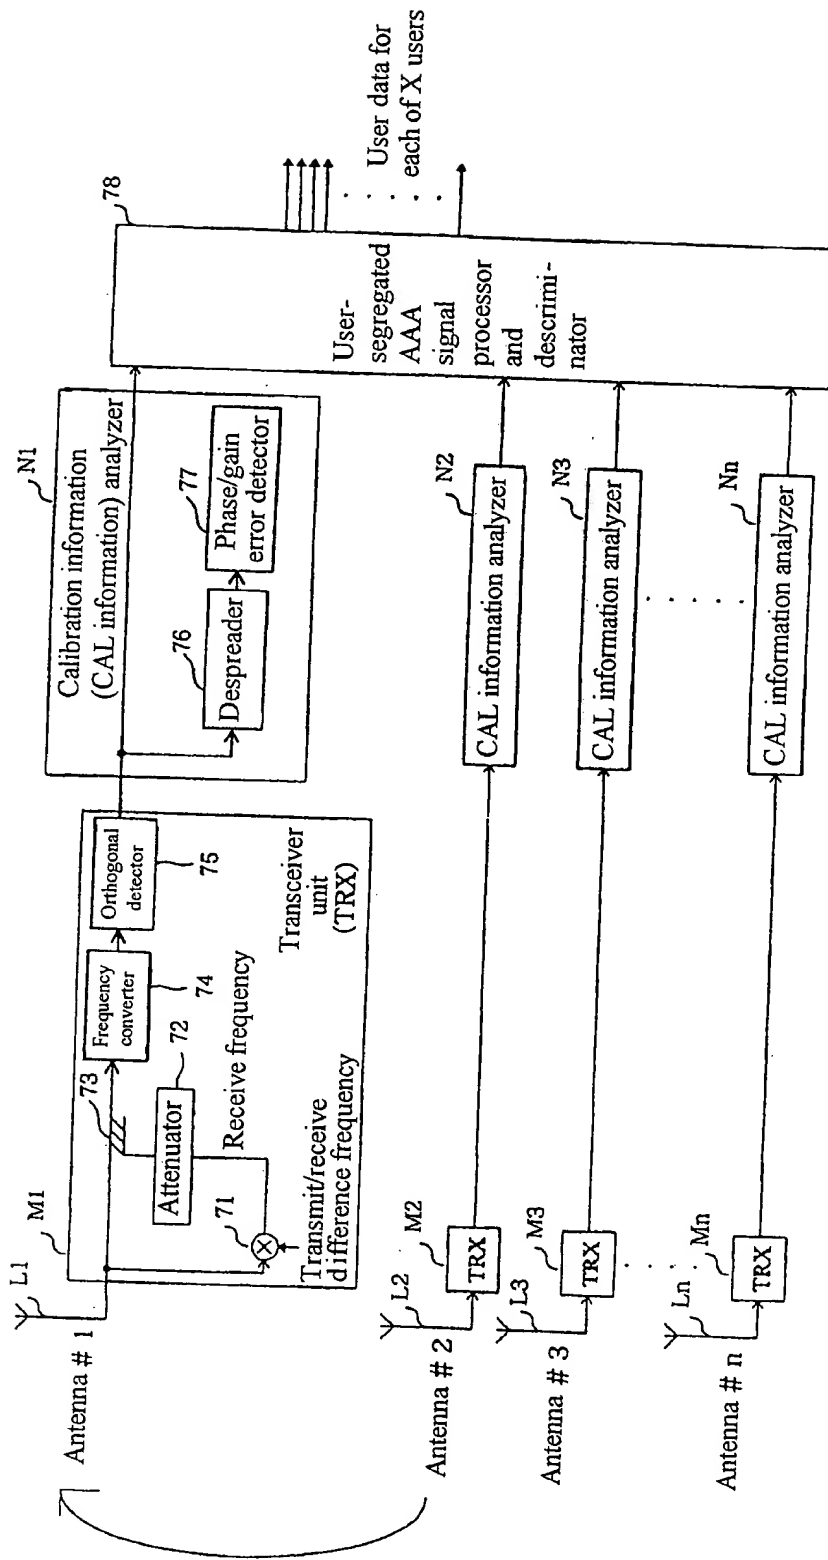 Antenna # 1
L1
M1
73
Frequency
converter
74
Orthogonal
detector
75
71
Attenuator
72
Receive frequency
Transmit/receive
difference frequency
Transceiver
unit
(TRX)
N1
Calibration information
(CAL information) analyzer
76
Despreader
77
Phase/gain
error detector
78
User-
segregated
AAA
signal
processor
and
descrimi-
nator
User data for
each of X users
Antenna # 2
L2
M2
TRX
N2
CAL information analyzer
Antenna # 3
L3
M3
TRX
N3
CAL information analyzer
Antenna # n
Ln
Mn
TRX
Nn
CAL information analyzer